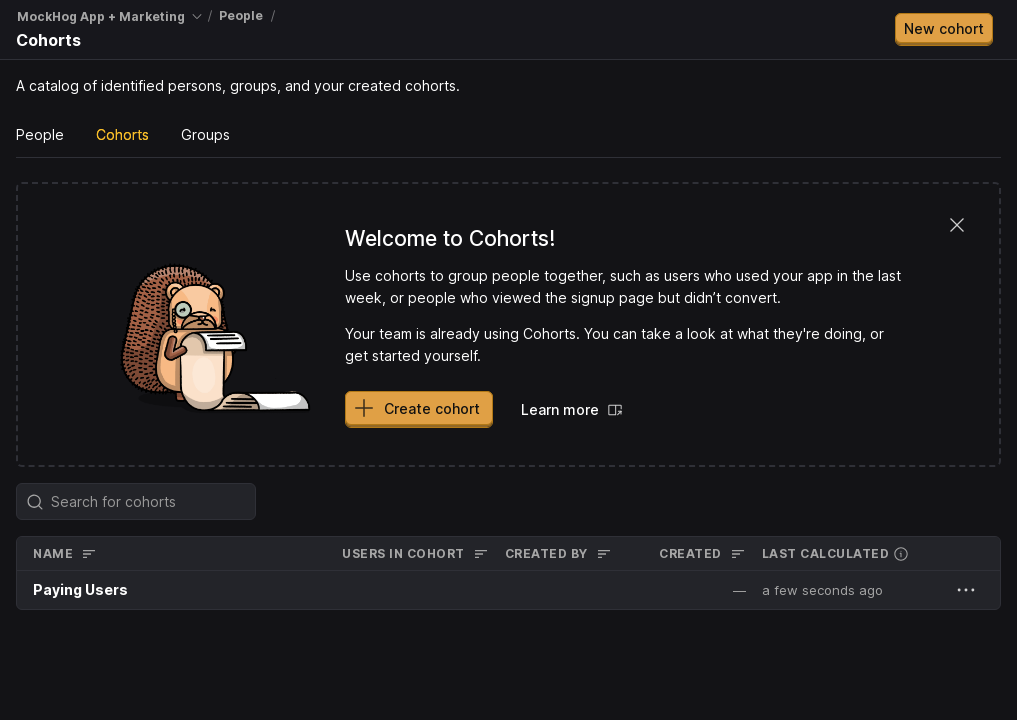 MockHog App + Marketing / People /
Cohorts
New cohort
A catalog of identified persons, groups, and your created cohorts.
People Cohorts Groups
Welcome to Cohorts!
Use cohorts to group people together, such as users who used your app in the last
week, or people who viewed the signup page but didn’t convert.
Your team is already using Cohorts. You can take a look at what they're doing, or
get started yourself.
Create cohort Learn more
Search for cohorts
NAME USERS IN COHORT CREATED BY CREATED LAST CALCULATED
Paying Users — a few seconds ago